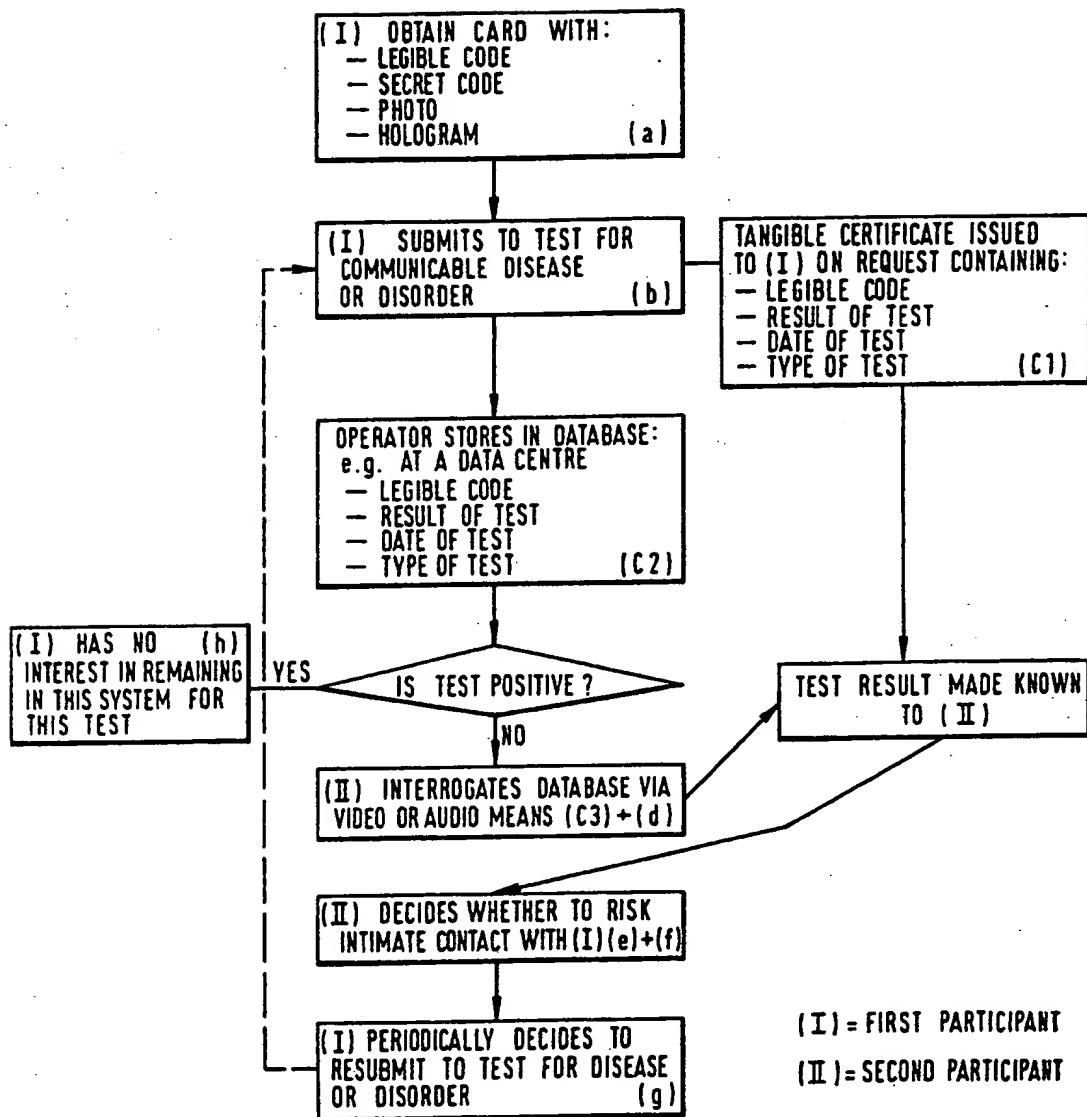 (I) OBTAIN CARD WITH:
— LEGIBLE CODE
— SECRET CODE
— PHOTO
— HOLOGRAM (a)
(I) SUBMITS TO TEST FOR
COMMUNICABLE DISEASE
OR DISORDER (b)
TANGIBLE CERTIFICATE ISSUED
TO (I) ON REQUEST CONTAINING:
— LEGIBLE CODE
— RESULT OF TEST
— DATE OF TEST
— TYPE OF TEST (C1)
OPERATOR STORES IN DATABASE:
e.g. AT A DATA CENTRE
— LEGIBLE CODE
— RESULT OF TEST
— DATE OF TEST
— TYPE OF TEST (C2)
(I) HAS NO (h)
INTEREST IN REMAINING
IN THIS SYSTEM FOR
THIS TEST
YES
IS TEST POSITIVE ?
NO
TEST RESULT MADE KNOWN
TO (II)
(II) INTERROGATES DATABASE VIA
VIDEO OR AUDIO MEANS (C3)+(d)
(II) DECIDES WHETHER TO RISK
INTIMATE CONTACT WITH (I)(e)+(f)
(I) PERIODICALLY DECIDES TO
RESUBMIT TO TEST FOR DISEASE
OR DISORDER (g)
(I) = FIRST PARTICIPANT
(II) = SECOND PARTICIPANT